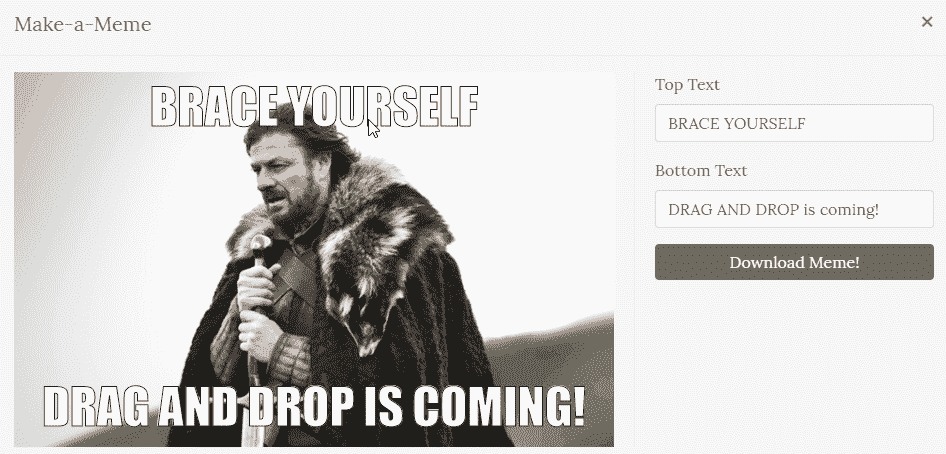 Make-a-Meme
×
BRACE YOURSELF
DRAG AND DROP IS COMING!
Top Text
BRACE YOURSELF
Bottom Text
DRAG AND DROP is coming!
Download Meme!